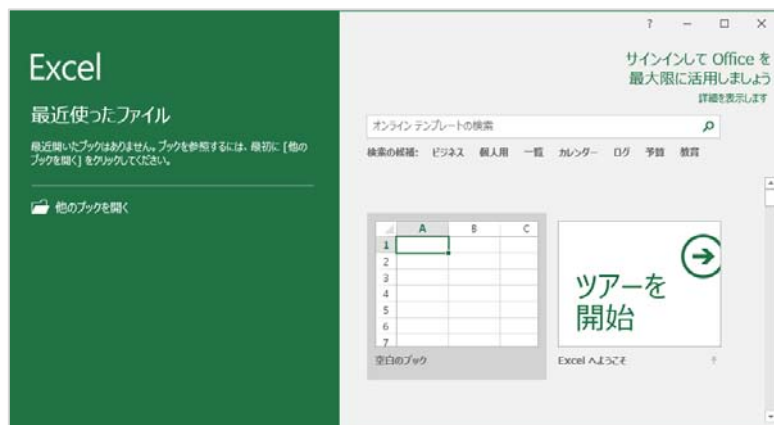 Excel
最近使ったファイル
最近開いたブックはありません。ブックを参照するには、最初に [他の
ブックを開く] をクリックしてください。
他のブックを開く
?
サインインして Office を
最大限に活用しましょう
詳細を表示します
オンライン テンプレートの検索
検索の候補: ビジネス 個人用 一覧 カレンダー ログ 予算 教育
A B C
1
2
3
4
5
6
7
空白のブック
ツアーを
開始
Excel へようこそ